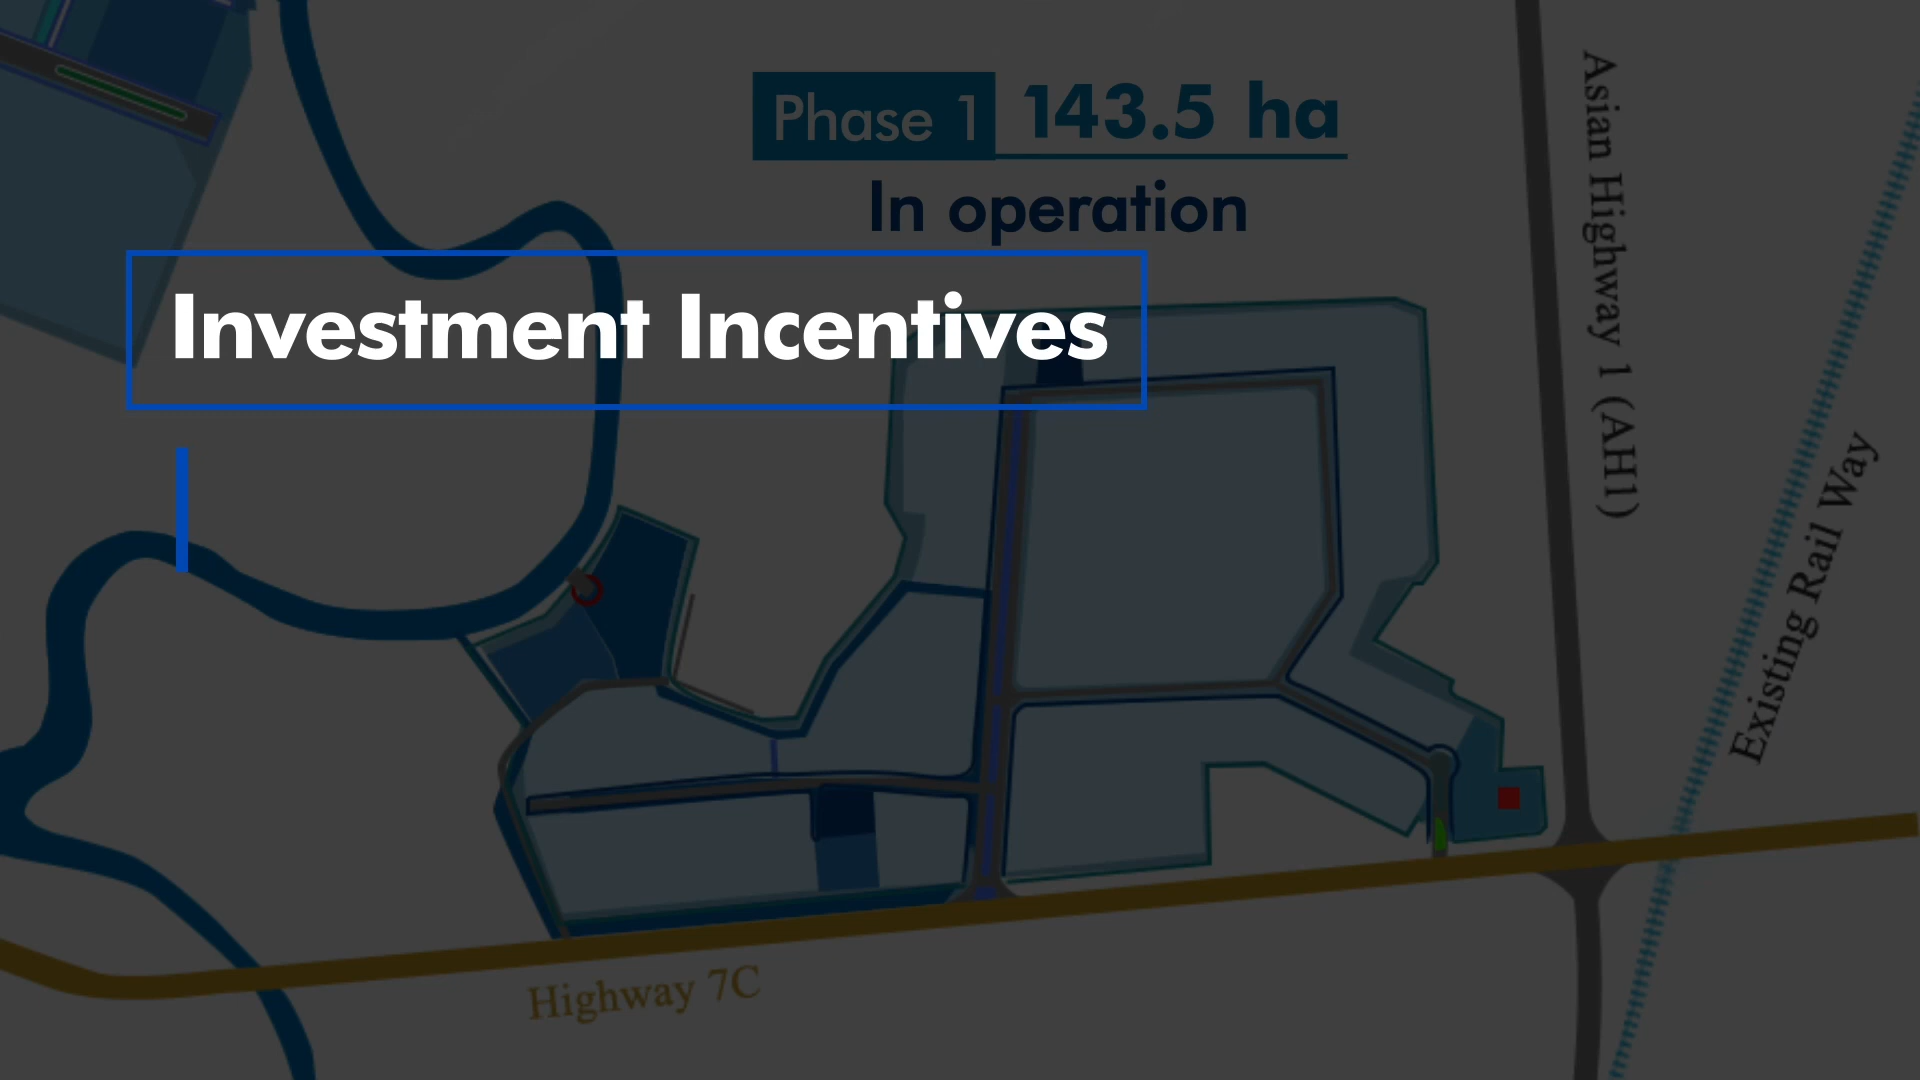 Phase 1 143.5 ha
In operation
Investment Incentives
Asian Highway 1 (AH1)
Existing Rail Way
Highway 7C